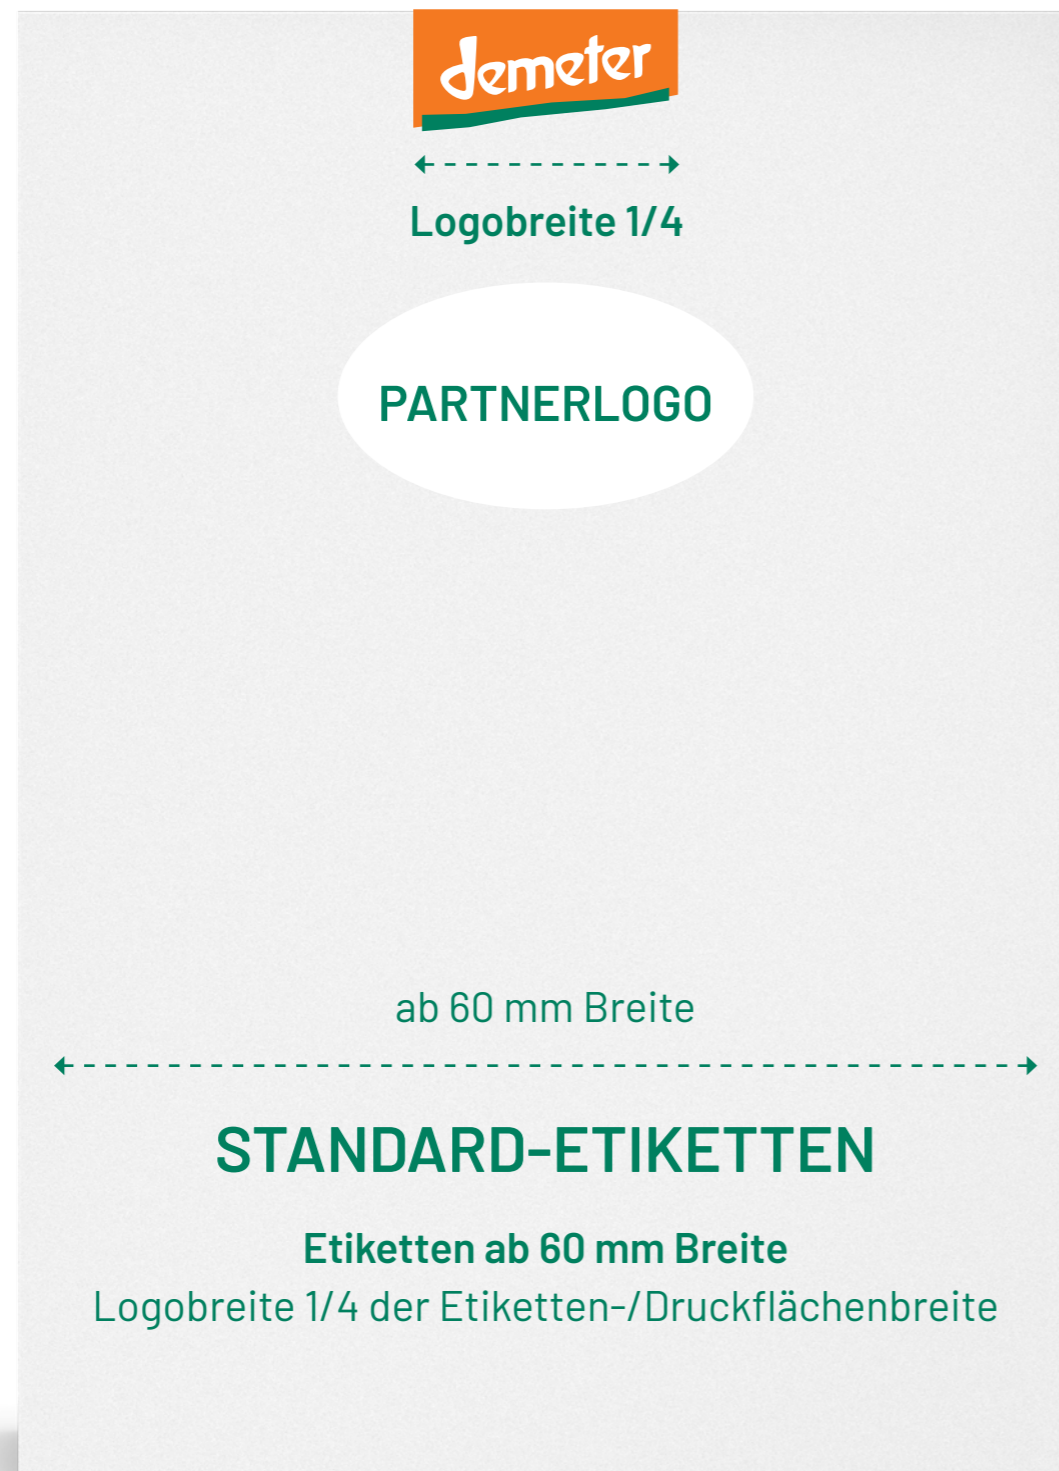 demeter
Logobreite 1/4
PARTNERLOGO
ab 60 mm Breite
STANDARD-ETIKETTEN
Etiketten ab 60 mm Breite
Logobreite 1/4 der Etiketten-/Druckflächenbreite